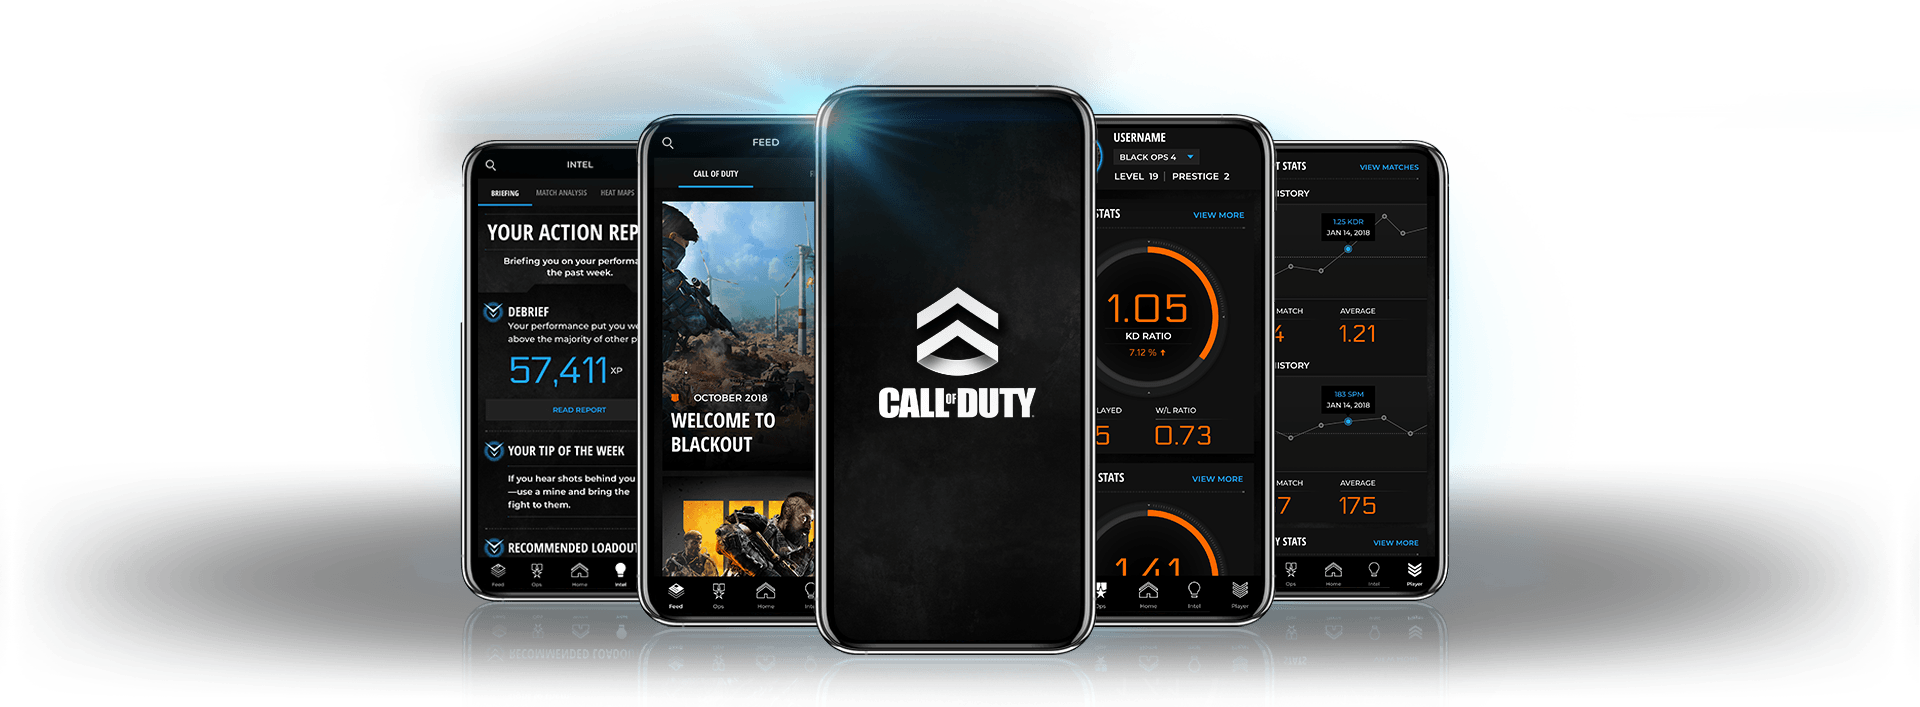 INTEL
BRIEFING MATCH ANALYSIS HEAT MAPS
YOUR ACTION REP
Briefing you on your performa
the past week.
DEBRIEF
Your performance put you we
above the majority of other p
57,411 XP
READ REPORT
YOUR TIP OF THE WEEK
If you hear shots behind you
—use a mine and bring the
fight to them.
RECOMMENDED LOADOUT
Feed Ops Home Intel
FEED
CALL OF DUTY
OCTOBER 2018
WELCOME TO
BLACKOUT
Feed Ops Home Inte
CALL OF DUTY
USERNAME
BLACK OPS 4
LEVEL 19 | PRESTIGE 2
STATS VIEW MORE
1.05
KD RATIO
7.12 %
LAYED W/L RATIO
5 0.73
STATS VIEW MORE
1.41
Ops Home Intel Player
T STATS VIEW MATCHES
ISTORY
1.25 KDR
JAN 14, 2018
MATCH AVERAGE
4 1.21
ISTORY
183 SPM
JAN 14, 2018
MATCH AVERAGE
7 175
Y STATS VIEW MORE
Ops Home Intel Player